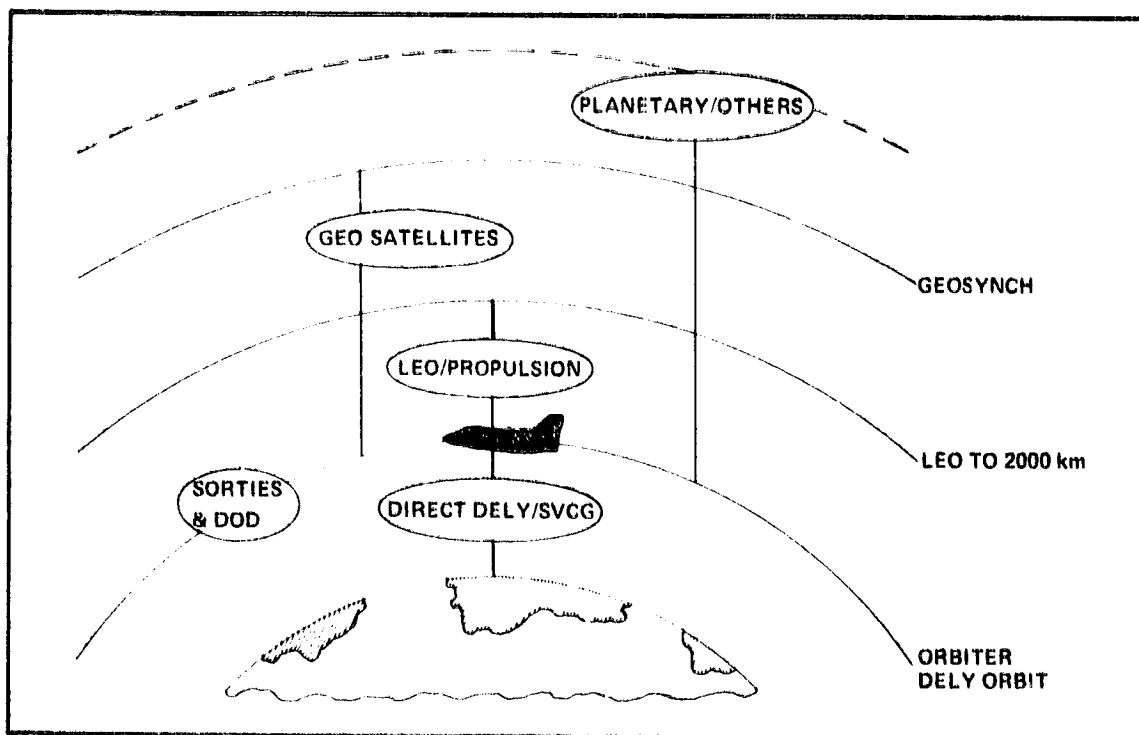 PLANETARY/OTHERS
GEO SATELLITES
GEOSYNCH
LEO/PROPULSION
LEO TO 2000 km
SORTIES
& DOD
DIRECT DELY/SVCG
ORBITER
DELY ORBIT